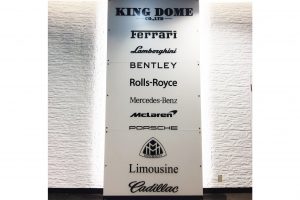 KING DOME
CO.,LTD
Ferrari
Lamborghini
BENTLEY
Rolls-Royce
Mercedes-Benz
McLaren
PORSCHE
MM
Limousine
Cadillac